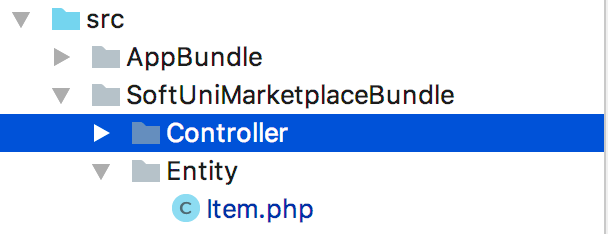 src
AppBundle
SoftUniMarketplaceBundle
Controller
Entity
C Item.php